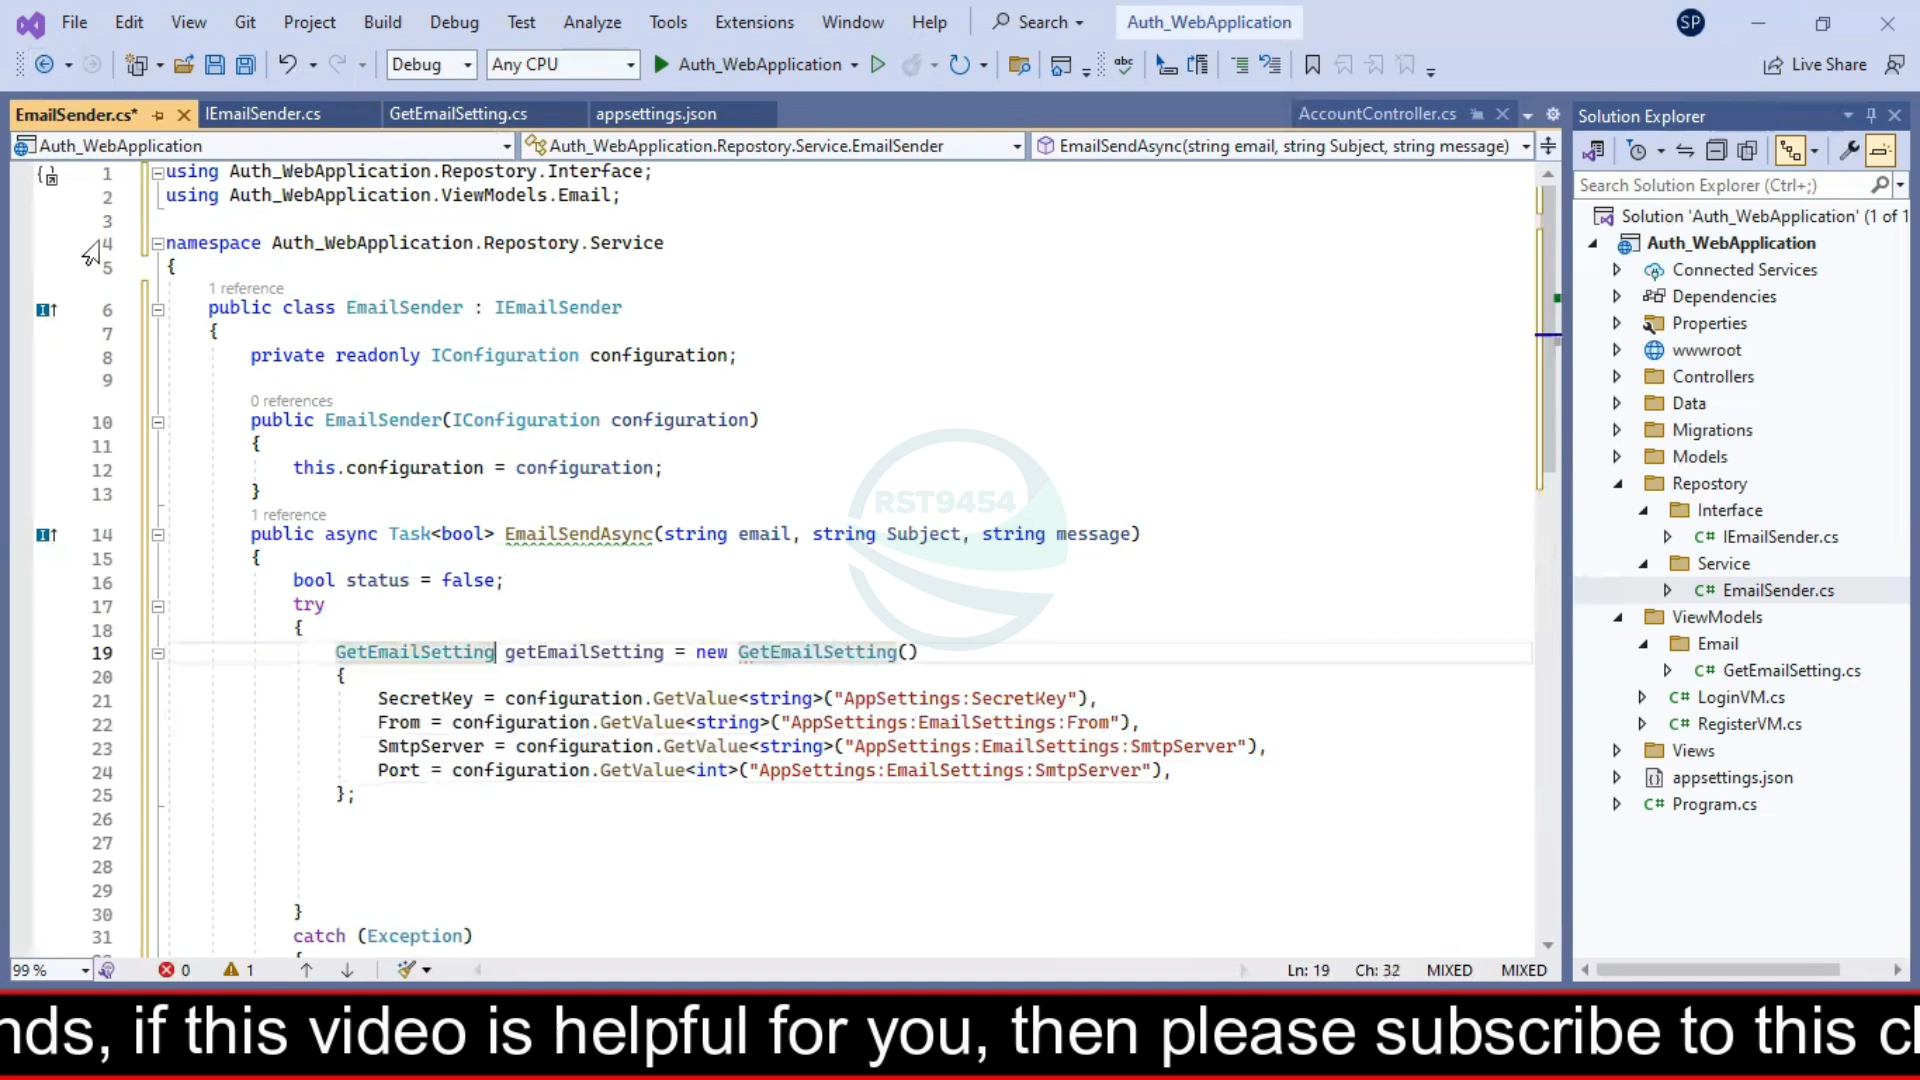 File Edit View Git Project Build Debug Test Analyze Tools Extensions Window Help Search Auth_WebApplication SP
Debug Any CPU Auth_WebApplication abc Live Share
EmailSender.cs* IEmailSender.cs GetEmailSetting.cs appsettings.json AccountController.cs
Auth_WebApplication Auth_WebApplication.Repostory.Service.EmailSender EmailSendAsync(string email, string Subject, string message)
1 using Auth_WebApplication.Repostory.Interface;
2 using Auth_WebApplication.ViewModels.Email;
3
4 namespace Auth_WebApplication.Repostory.Service
5 {
1 reference
6 public class EmailSender : IEmailSender
7 {
8 private readonly IConfiguration configuration;
9
0 references
10 public EmailSender(IConfiguration configuration)
11 {
12 this.configuration = configuration;
13 }
1 reference
14 public async Task<bool> EmailSendAsync(string email, string Subject, string message)
15 {
16 bool status = false;
17 try
18 {
19 GetEmailSetting getEmailSetting = new GetEmailSetting()
20 {
21 SecretKey = configuration.GetValue<string>("AppSettings:SecretKey"),
22 From = configuration.GetValue<string>("AppSettings:EmailSettings:From"),
23 SmtpServer = configuration.GetValue<string>("AppSettings:EmailSettings:SmtpServer"),
24 Port = configuration.GetValue<int>("AppSettings:EmailSettings:SmtpServer"),
25 };
26
27
28
29
30 }
31 catch (Exception)
RST9454
99 % 0 1 Ln: 19 Ch: 32 MIXED MIXED
Solution Explorer
Search Solution Explorer (Ctrl+;)
Solution 'Auth_WebApplication' (1 of 1
Auth_WebApplication
Connected Services
Dependencies
Properties
wwwroot
Controllers
Data
Migrations
Models
Repostory
Interface
C# IEmailSender.cs
Service
C# EmailSender.cs
ViewModels
Email
C# GetEmailSetting.cs
C# LoginVM.cs
C# RegisterVM.cs
Views
appsettings.json
C# Program.cs
nds, if this video is helpful for you, then please subscribe to this c